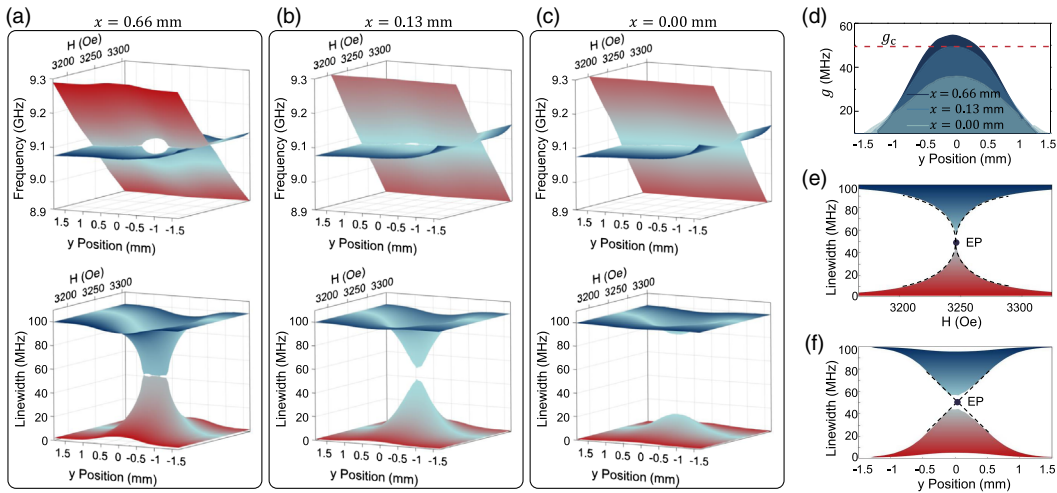 (a)
x = 0.66 mm
H (Oe)
3200 3250 3300
9.3
9.2
9.1
9.0
8.9
Frequency (GHz)
1.5 1 0.5 0 -0.5 -1 -1.5
y Position (mm)
H (Oe)
3200 3250 3300
100
80
60
40
20
0
Linewidth (MHz)
1.5 1 0.5 0 -0.5 -1 -1.5
y Position (mm)
(b)
x = 0.13 mm
H (Oe)
3200 3250 3300
9.3
9.2
9.1
9.0
8.9
Frequency (GHz)
1.5 1 0.5 0 -0.5 -1 -1.5
y Position (mm)
H (Oe)
3200 3250 3300
100
80
60
40
20
0
Linewidth (MHz)
1.5 1 0.5 0 -0.5 -1 -1.5
y Position (mm)
(c)
x = 0.00 mm
H (Oe)
3200 3250 3300
9.3
9.2
9.1
9.0
8.9
Frequency (GHz)
1.5 1 0.5 0 -0.5 -1 -1.5
y Position (mm)
H (Oe)
3200 3250 3300
100
80
60
40
20
0
Linewidth (MHz)
1.5 1 0.5 0 -0.5 -1 -1.5
y Position (mm)
(d)
60
40
20
g (MHz)
gc
x = 0.66 mm
x = 0.13 mm
x = 0.00 mm
-1.5 -1 -0.5 0 0.5 1 1.5
y Position (mm)
(e)
100
80
60
40
20
0
Linewidth (MHz)
EP
3200 3250 3300
H (Oe)
(f)
100
80
60
40
20
0
Linewidth (MHz)
EP
-1.5 -1 -0.5 0 0.5 1 1.5
y Position (mm)